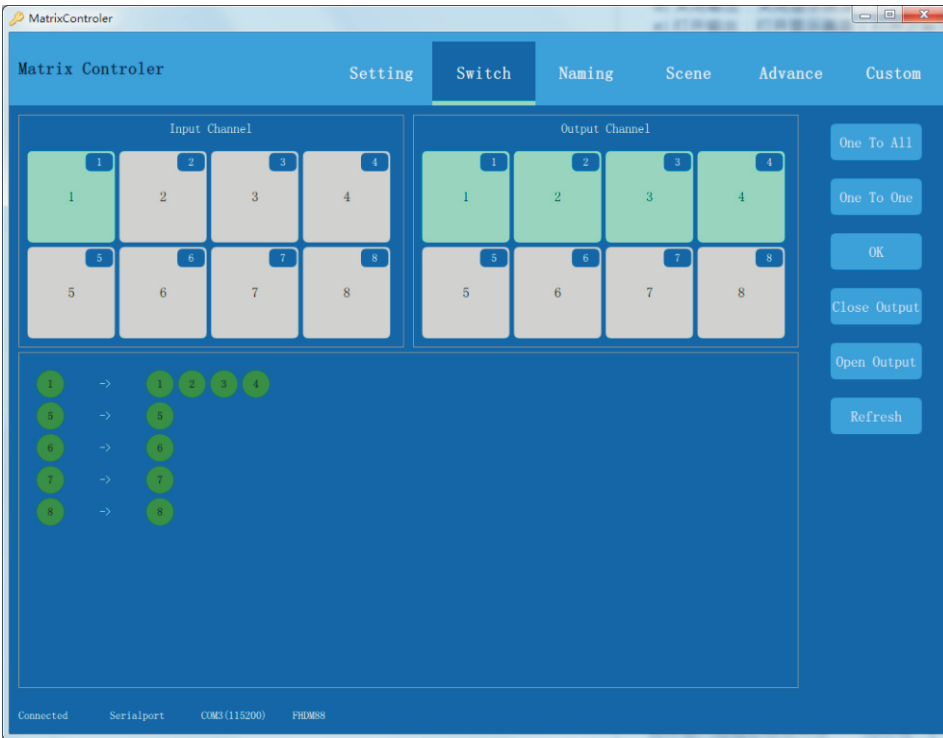 MatrixControler
Matrix Controler Setting Switch Naming Scene Advance Custom
Input Channel Output Channel One To All
1 2 3 4 1 2 3 4
1 2 3 4 1 2 3 4 One To One
5 6 7 8 5 6 7 8 OK
5 6 7 8 5 6 7 8 Close Output
1 -> 1 2 3 4 Open Output
5 -> 5 Refresh
6 -> 6
7 -> 7
8 -> 8
Connected Serialport COM3(115200) FHDM88